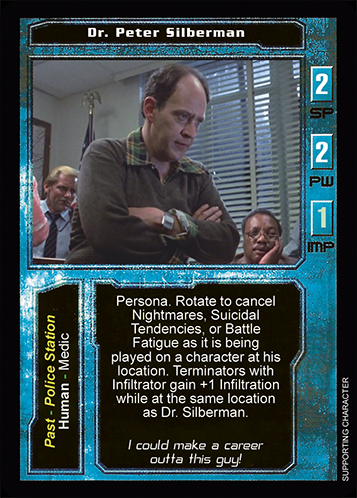 Dr. Peter Silberman
2
SP
2
PW
1
IMP
Past - Police Station
Human - Medic
Persona. Rotate to cancel
Nightmares, Suicidal
Tendencies, or Battle
Fatigue as it is being
played on a character at his
location. Terminators with
Infiltrator gain +1 Infiltration
while at the same location
as Dr. Silberman.
I could make a career
outta this guy!
SUPPORTING CHARACTER